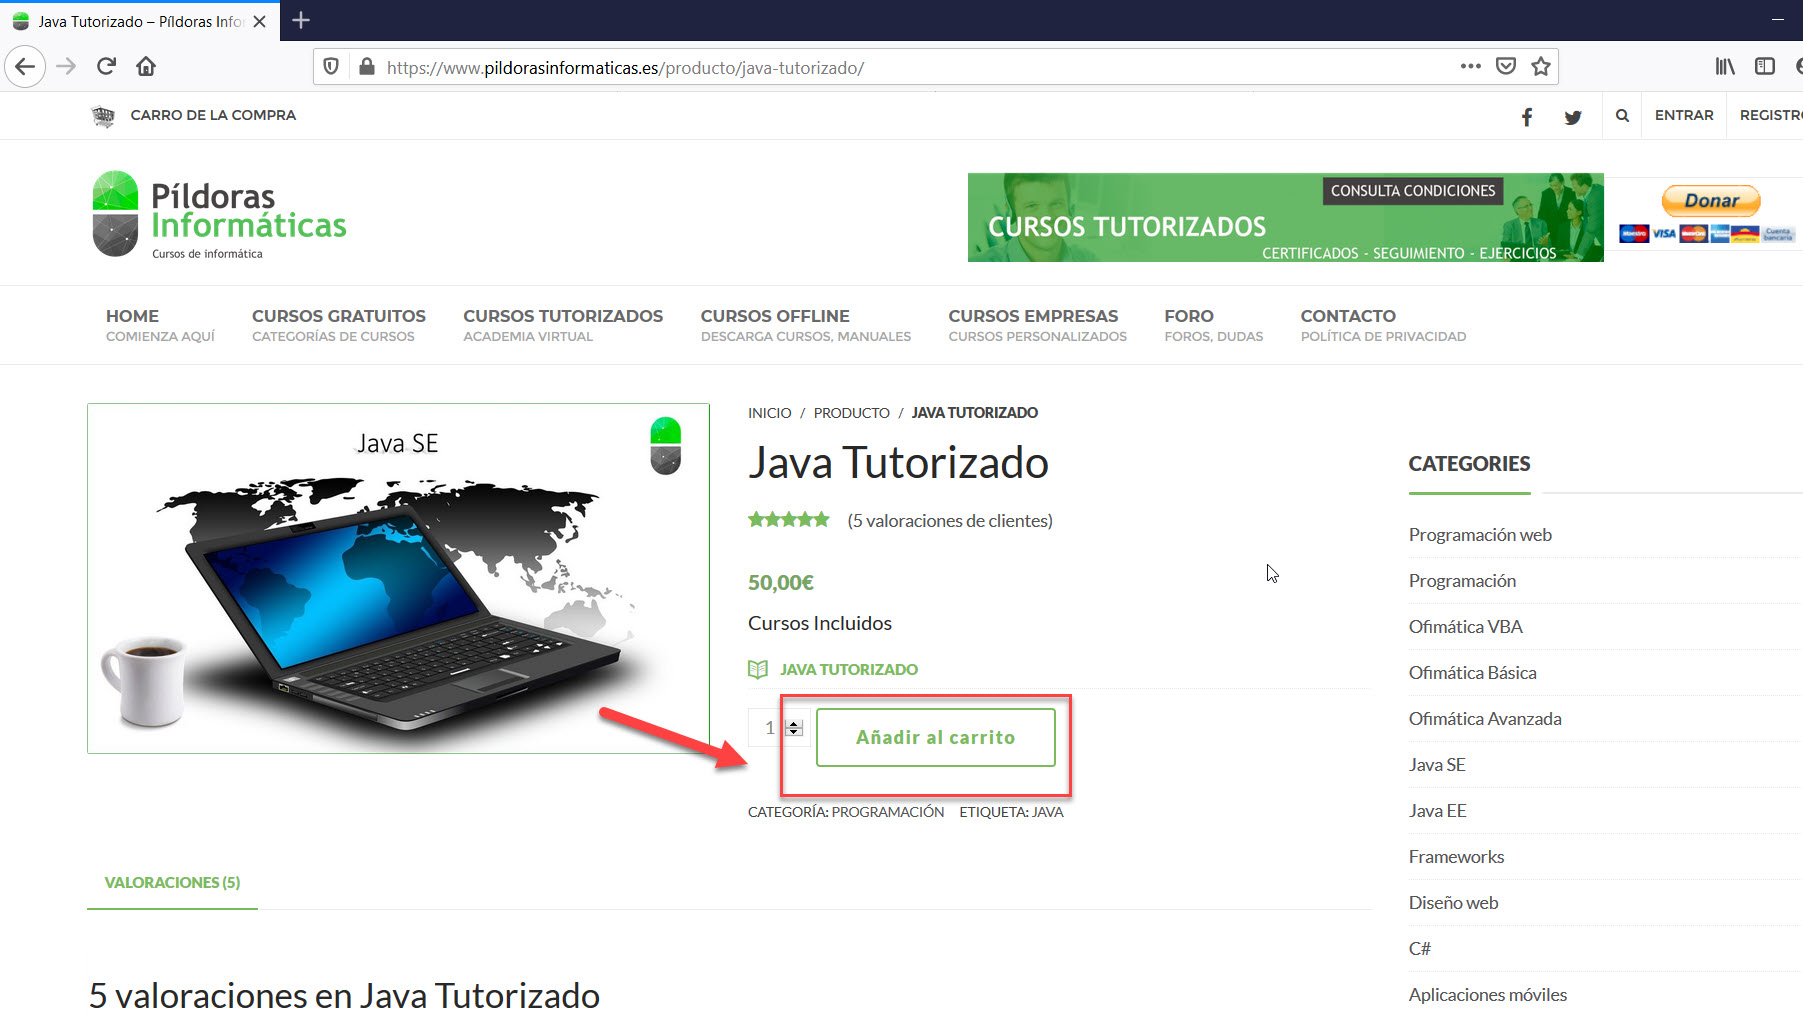 Java Tutorizado – Píldoras Infor
https://www.pildorasinformaticas.es/producto/java-tutorizado/
CARRO DE LA COMPRA
ENTRAR
REGISTRO
Píldoras
Informáticas
Cursos de informática
CONSULTA CONDICIONES
CURSOS TUTORIZADOS
CERTIFICADOS - SEGUIMIENTO - EJERCICIOS
Donar
Maestro VISA
Cuenta
bancaria
HOME
COMIENZA AQUÍ
CURSOS GRATUITOS
CATEGORÍAS DE CURSOS
CURSOS TUTORIZADOS
ACADEMIA VIRTUAL
CURSOS OFFLINE
DESCARGA CURSOS, MANUALES
CURSOS EMPRESAS
CURSOS PERSONALIZADOS
FORO
FOROS, DUDAS
CONTACTO
POLÍTICA DE PRIVACIDAD
Java SE
INICIO / PRODUCTO / JAVA TUTORIZADO
Java Tutorizado
(5 valoraciones de clientes)
50,00€
Cursos Incluidos
JAVA TUTORIZADO
1
Añadir al carrito
CATEGORÍA: PROGRAMACIÓN ETIQUETA: JAVA
VALORACIONES (5)
5 valoraciones en Java Tutorizado
CATEGORIES
Programación web
Programación
Ofimática VBA
Ofimática Básica
Ofimática Avanzada
Java SE
Java EE
Frameworks
Diseño web
C#
Aplicaciones móviles